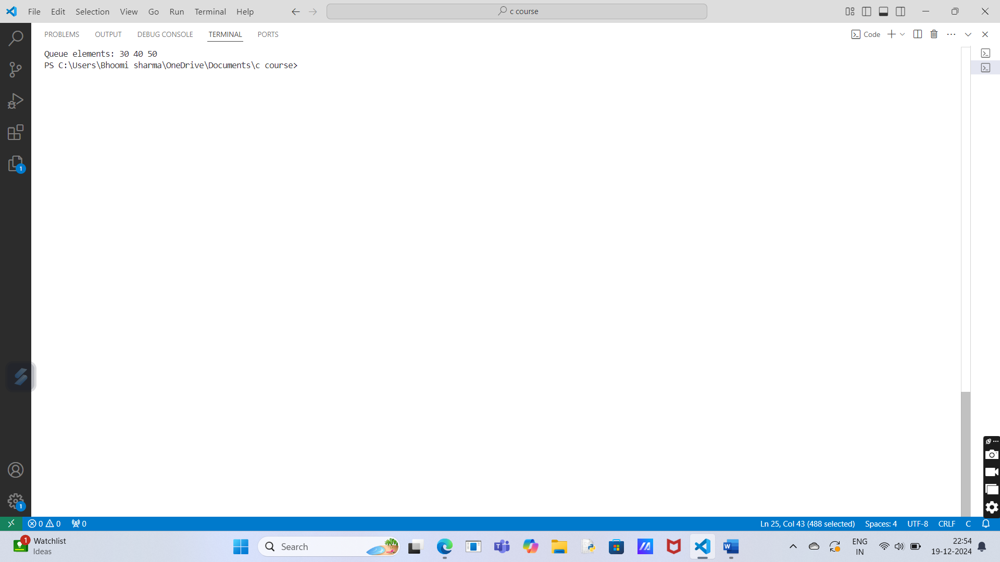 File Edit Selection View Go Run Terminal Help
c course
PROBLEMS OUTPUT DEBUG CONSOLE TERMINAL PORTS
Code
Queue elements: 30 40 50
PS C:\Users\Bhoomi sharma\OneDrive\Documents\c course>
1
1
0 0 0
Ln 25, Col 43 (488 selected) Spaces: 4 UTF-8 CRLF C
1
Watchlist
Ideas
Search
ENG
IN
22:54
19-12-2024